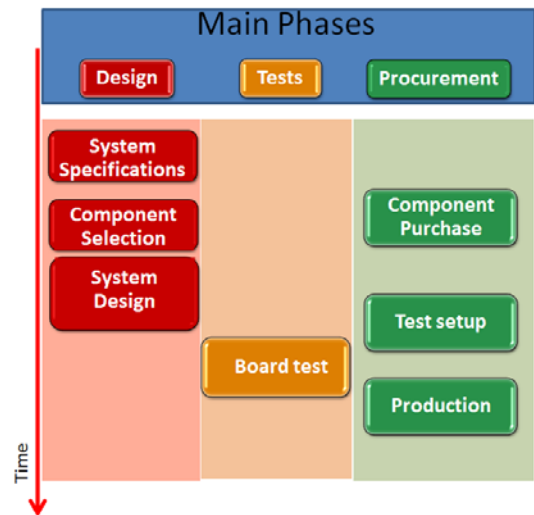 Main Phases
Design
Tests
Procurement
System
Specifications
Component
Selection
System
Design
Component
Purchase
Test setup
Board test
Production
Time